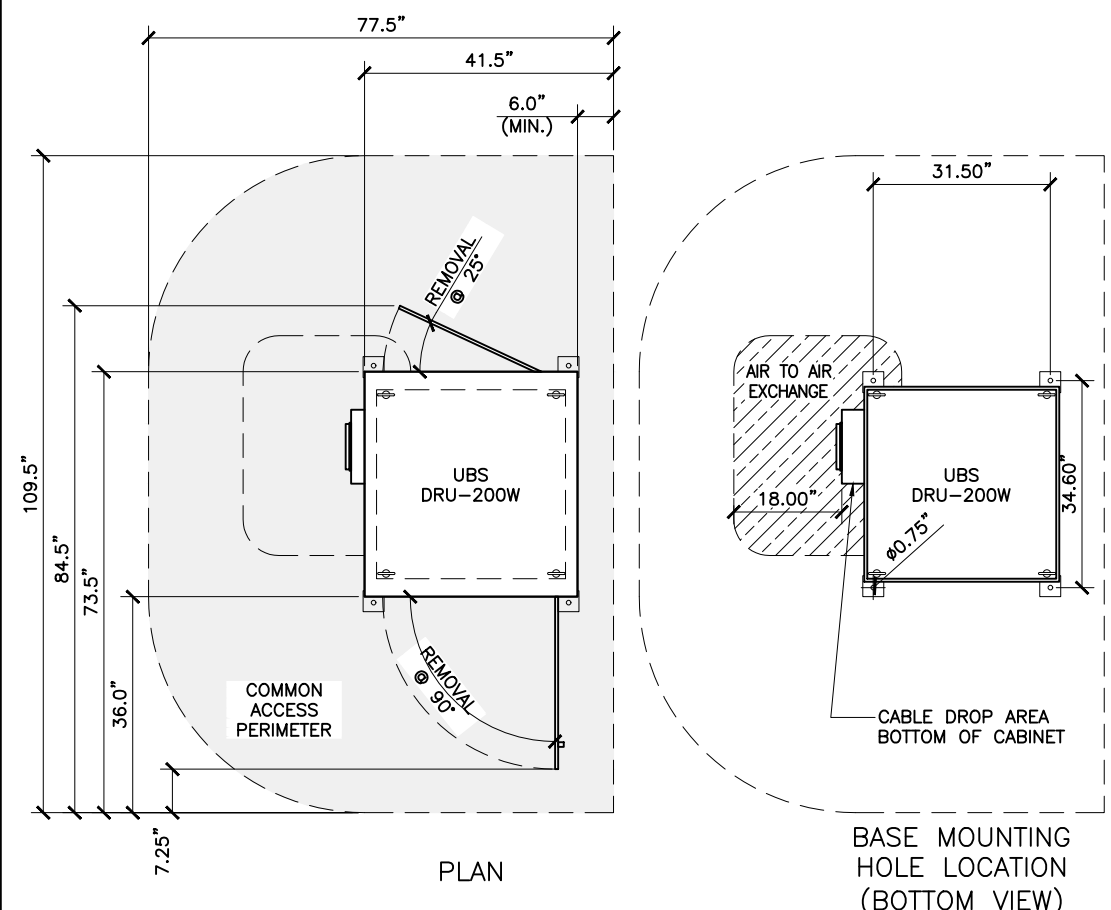 77.5”
41.5”
6.0”
(MIN.)
31.50”
REMOVAL
@ 25°
AIR TO AIR
EXCHANGE
UBS
DRU–200W
UBS
DRU–200W
109.5”
84.5”
73.5”
36.0”
7.25”
18.00”
34.60”
ø0.75”
REMOVAL
@ 90°
COMMON
ACCESS
PERIMETER
CABLE DROP AREA
BOTTOM OF CABINET
PLAN
BASE MOUNTING
HOLE LOCATION
(BOTTOM VIEW)